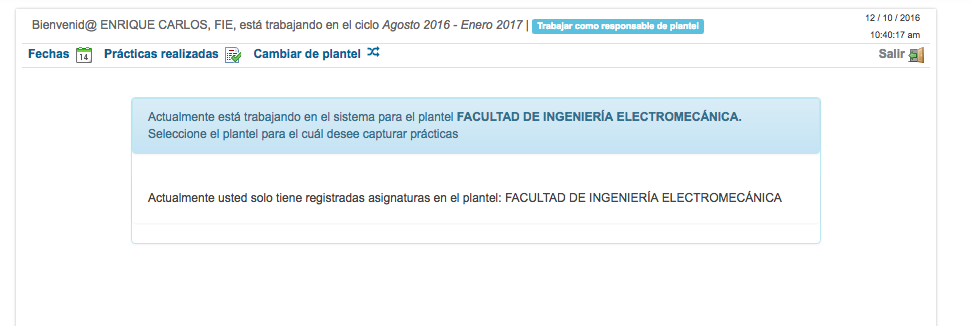 Bienvenid@ ENRIQUE CARLOS, FIE, está trabajando en el ciclo Agosto 2016 - Enero 2017 | Trabajar como responsable de plantel
12 / 10 / 2016
10:40:17 am
Fechas 14 Prácticas realizadas Cambiar de plantel Salir
Actualmente está trabajando en el sistema para el plantel FACULTAD DE INGENIERÍA ELECTROMECÁNICA.
Seleccione el plantel para el cuál desee capturar prácticas
Actualmente usted solo tiene registradas asignaturas en el plantel: FACULTAD DE INGENIERÍA ELECTROMECÁNICA